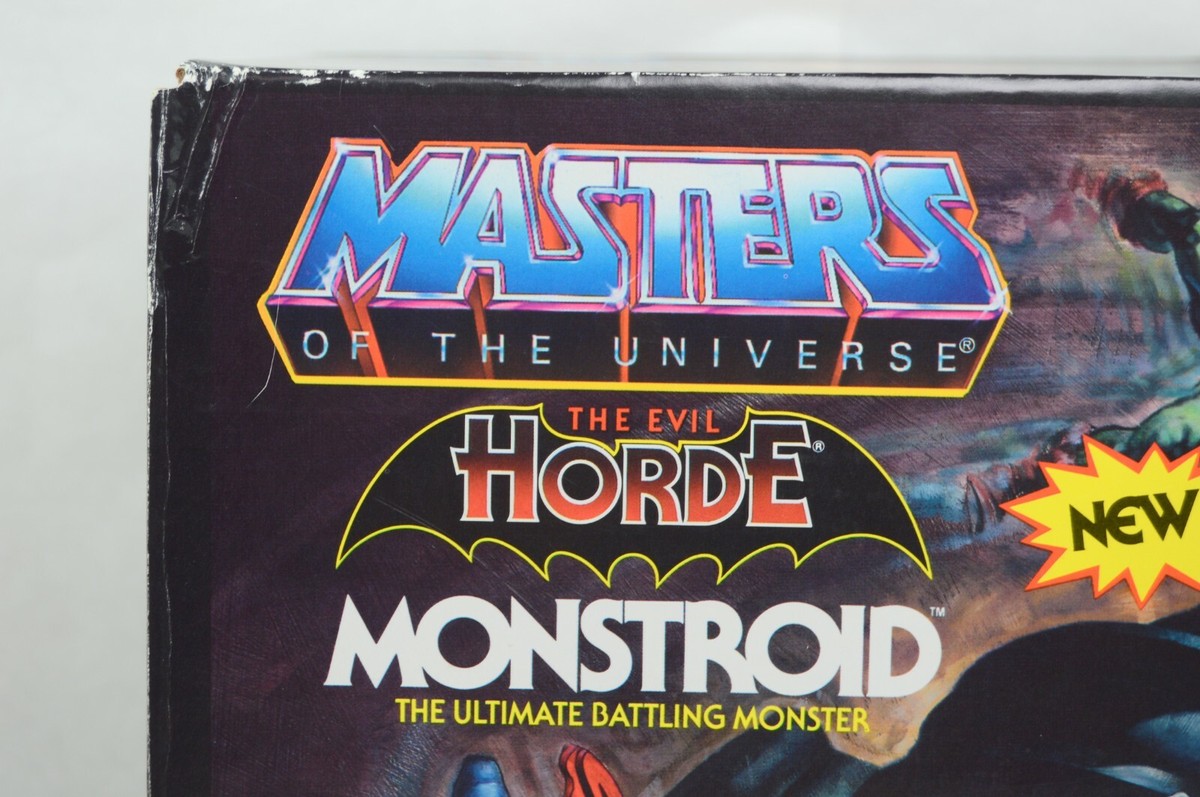 MASTERS
OF THE UNIVERSE®
THE EVIL
HORDE®
MONSTROID™
THE ULTIMATE BATTLING MONSTER
NEW